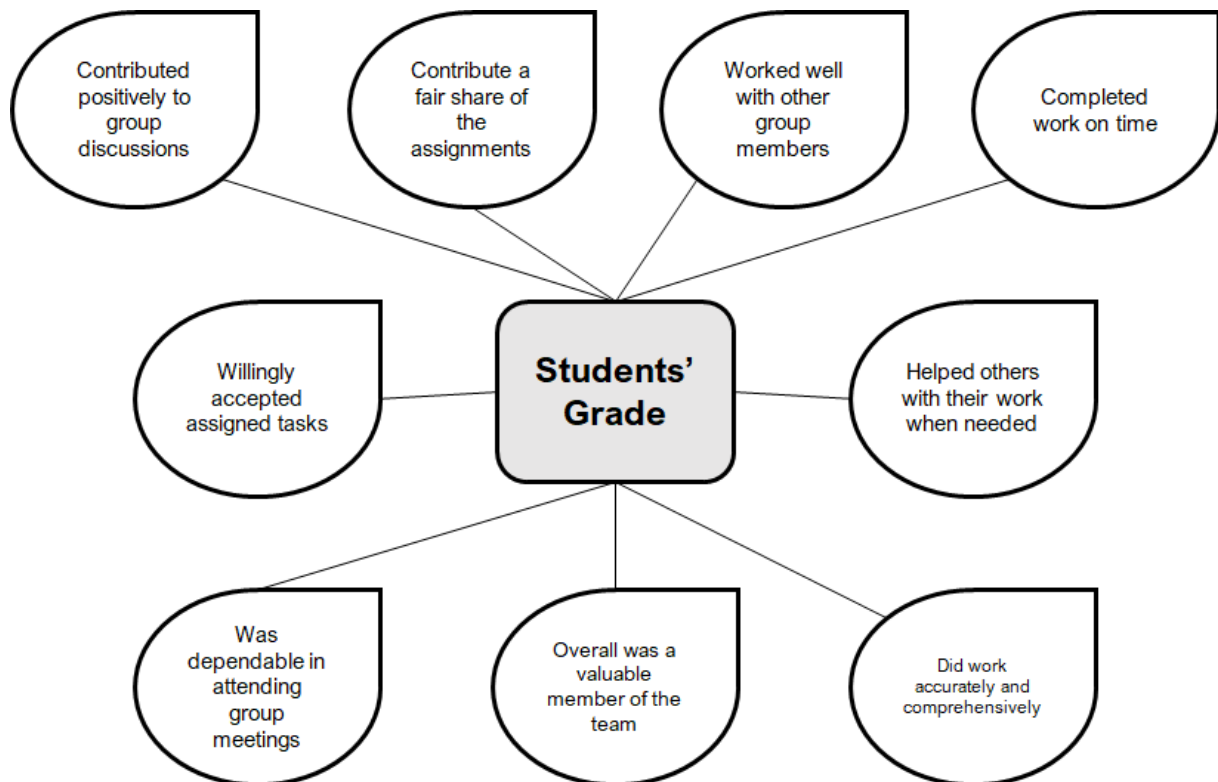 Contributed
positively to
group
discussions
Contribute a
fair share of
the
assignments
Worked well
with other
group
members
Completed
work on time
Willingly
accepted
assigned tasks
Students’
Grade
Helped others
with their work
when needed
Was
dependable in
attending
group
meetings
Overall was a
valuable
member of the
team
Did work
accurately and
comprehensively